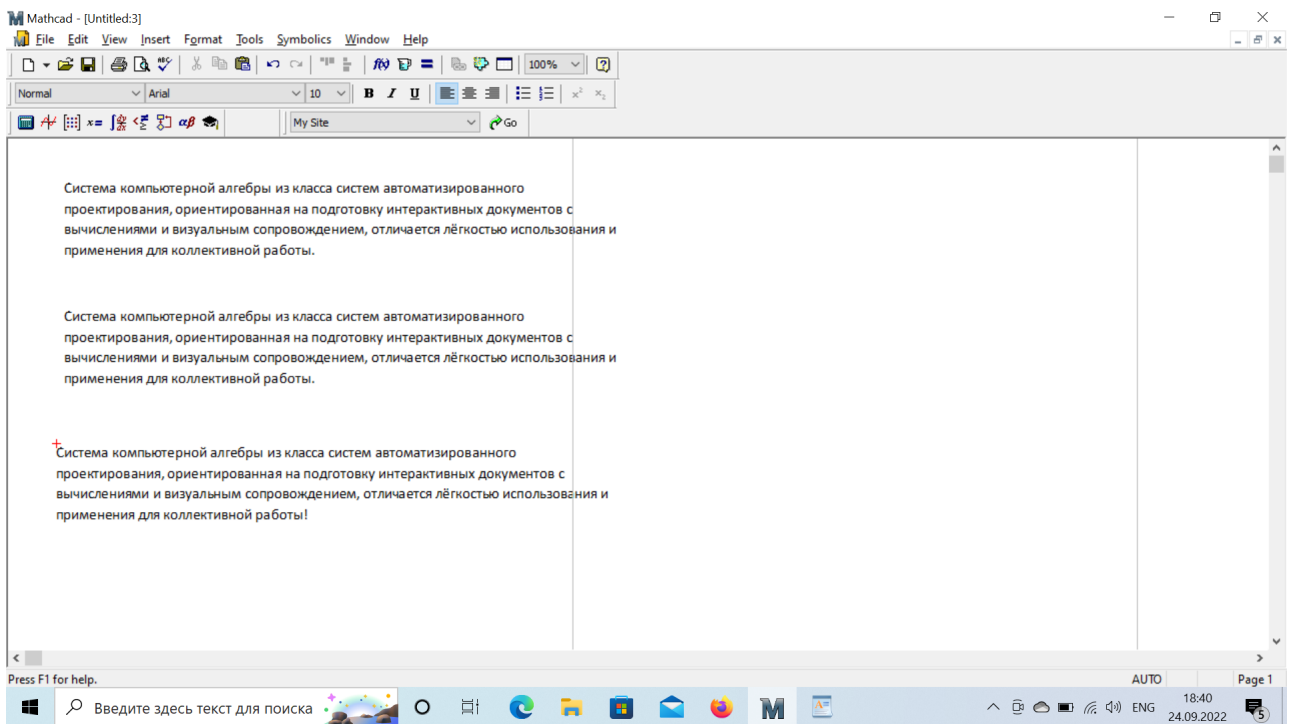 Mathcad - [Untitled:3]
File Edit View Insert Format Tools Symbolics Window Help
100%
Normal Arial 10 B I U x² x₂
x= αβ My Site Go
Система компьютерной алгебры из класса систем автоматизированного
проектирования, ориентированная на подготовку интерактивных документов с
вычислениями и визуальным сопровождением, отличается лёгкостью использования и
применения для коллективной работы.
Система компьютерной алгебры из класса систем автоматизированного
проектирования, ориентированная на подготовку интерактивных документов с
вычислениями и визуальным сопровождением, отличается лёгкостью использования и
применения для коллективной работы.
Система компьютерной алгебры из класса систем автоматизированного
проектирования, ориентированная на подготовку интерактивных документов с
вычислениями и визуальным сопровождением, отличается лёгкостью использования и
применения для коллективной работы!
Press F1 for help. AUTO Page 1
Введите здесь текст для поиска ENG 18:40
24.09.2022 5